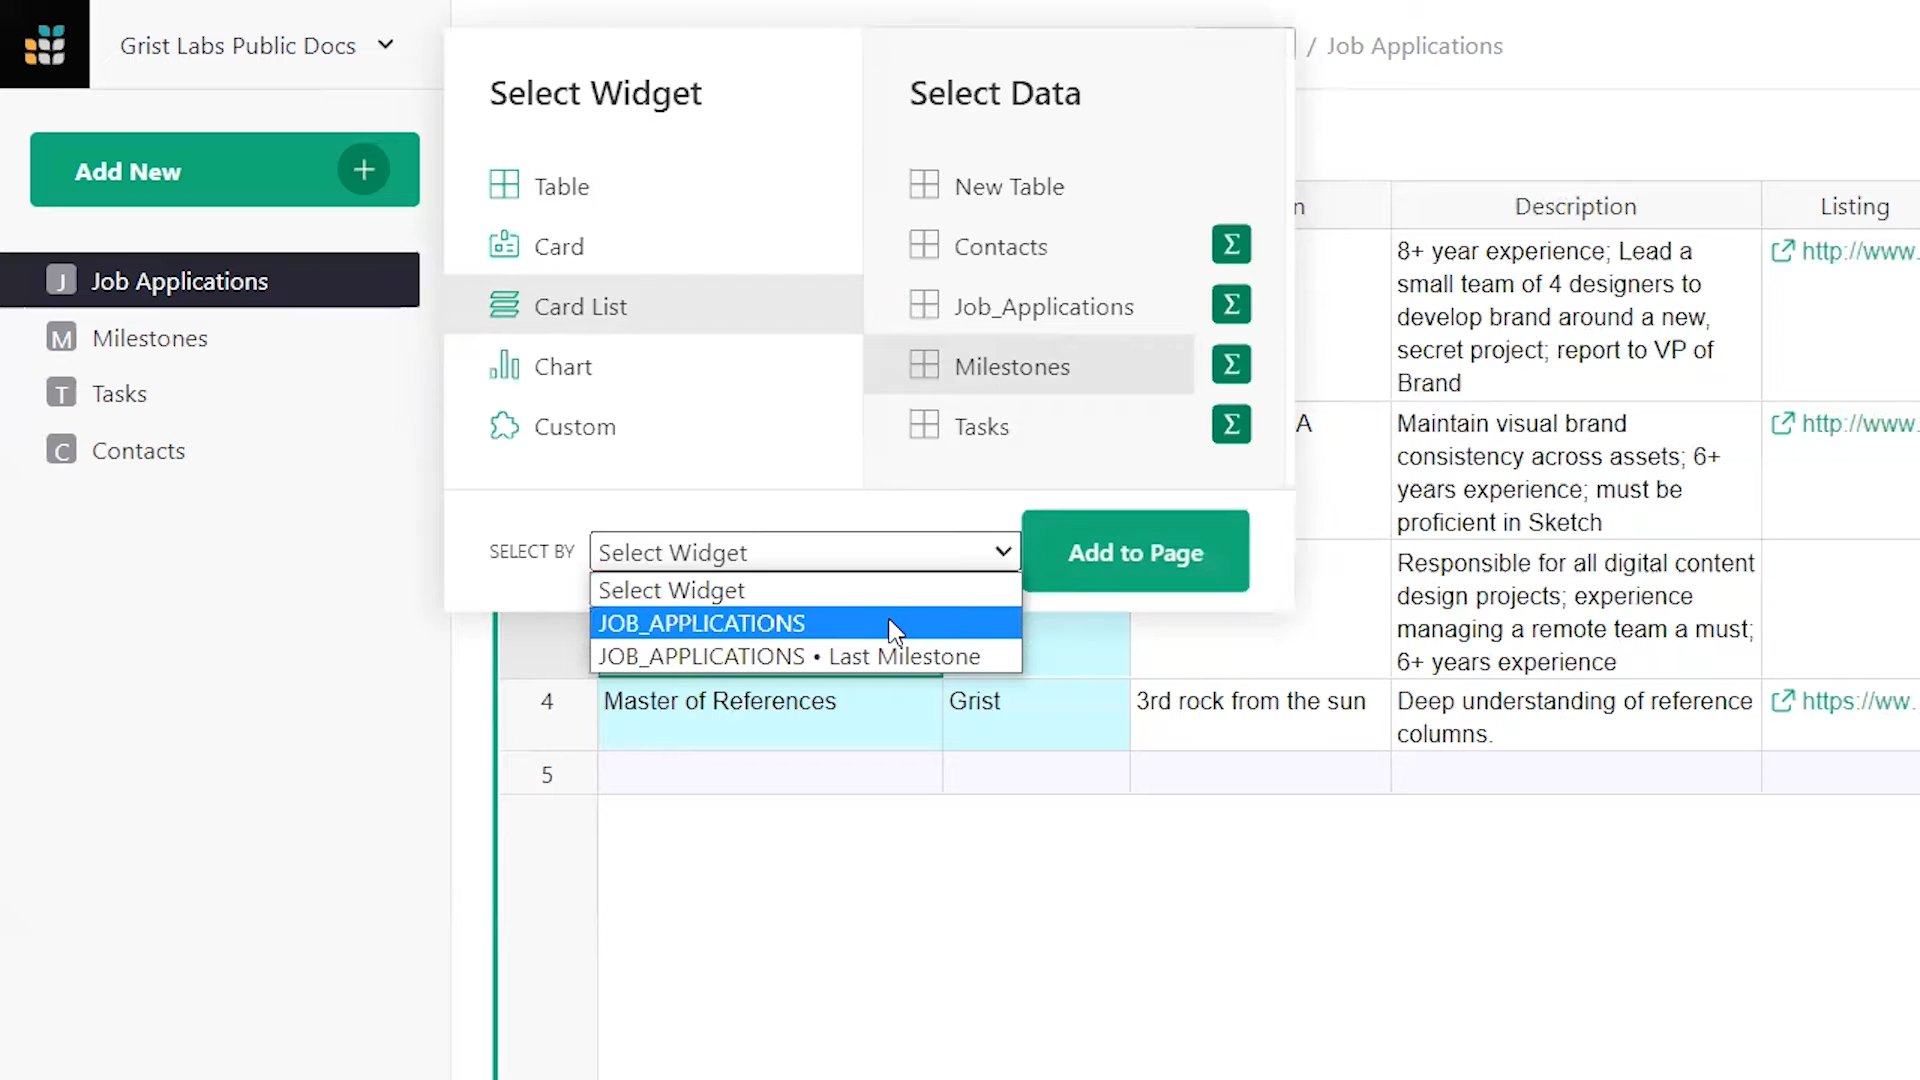 Grist Labs Public Docs
/ Job Applications
Add New
J Job Applications
M Milestones
T Tasks
C Contacts
Select Widget
Table
Card
Card List
Chart
Custom
Select Data
New Table
Contacts Σ
Job_Applications Σ
Milestones Σ
Tasks Σ
SELECT BY Select Widget
Select Widget
JOB_APPLICATIONS
JOB_APPLICATIONS • Last Milestone
Add to Page
n
Description
Listing
8+ year experience; Lead a
small team of 4 designers to
develop brand around a new,
secret project; report to VP of
Brand
http://www.
A
Maintain visual brand
consistency across assets; 6+
years experience; must be
proficient in Sketch
http://www.
Responsible for all digital content
design projects; experience
managing a remote team a must;
6+ years experience
4
Master of References
Grist
3rd rock from the sun
Deep understanding of reference
columns.
https://ww.
5